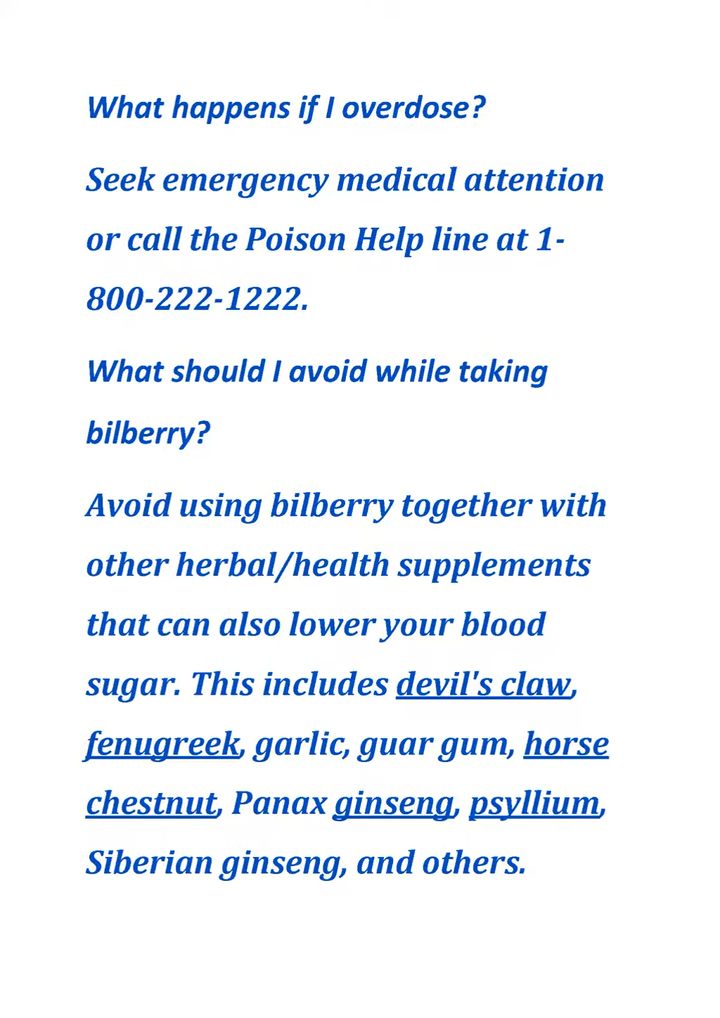 What happens if I overdose?
Seek emergency medical attention
or call the Poison Help line at 1-
800-222-1222.
What should I avoid while taking
bilberry?
Avoid using bilberry together with
other herbal/health supplements
that can also lower your blood
sugar. This includes devil's claw,
fenugreek, garlic, guar gum, horse
chestnut, Panax ginseng, psyllium,
Siberian ginseng, and others.